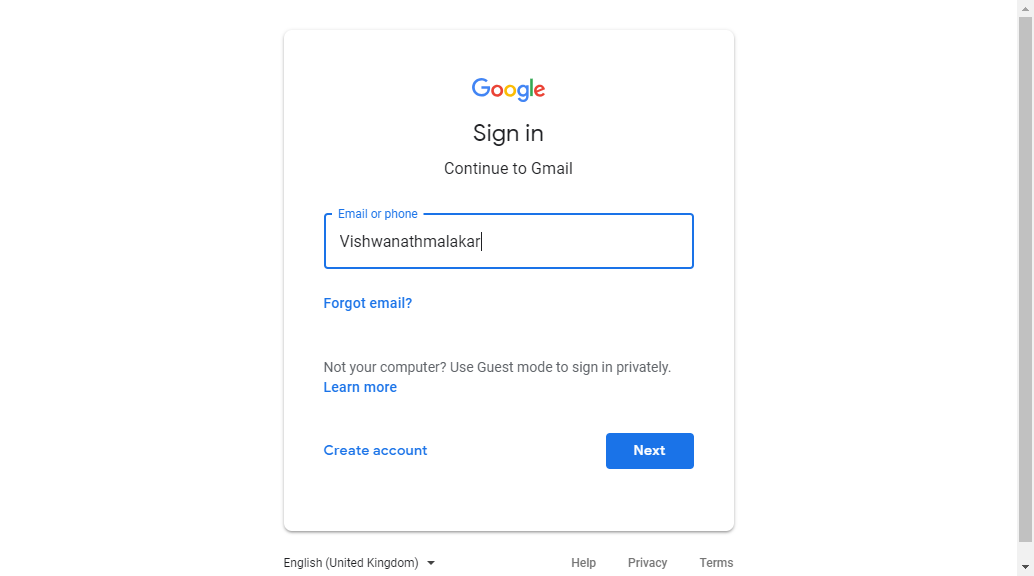 Google
Sign in
Continue to Gmail
Email or phone
Vishwanathmalakar
Forgot email?
Not your computer? Use Guest mode to sign in privately.
Learn more
Create account
Next
English (United Kingdom)
Help
Privacy
Terms